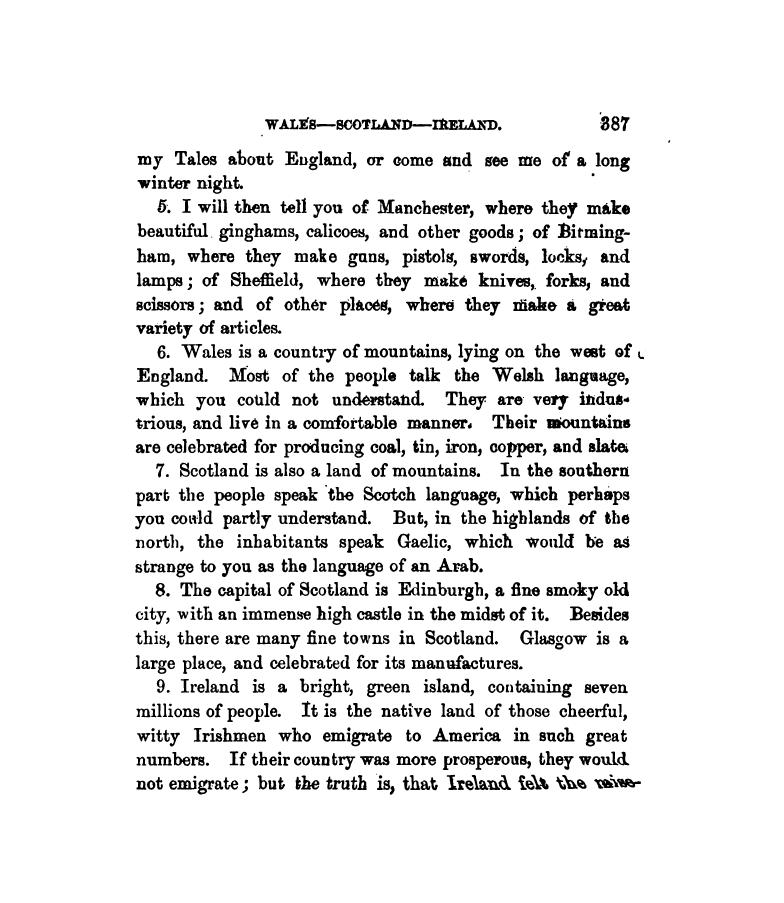 WALES—SCOTLAND—IRELAND. 387
my Tales about England, or come and see me of a long
winter night.
5. I will then tell you of Manchester, where they make
beautiful ginghams, calicoes, and other goods; of Birming-
ham, where they make guns, pistols, swords, locks, and
lamps; of Sheffield, where they make knives, forks, and
scissors; and of other places, where they make a great
variety of articles.
6. Wales is a country of mountains, lying on the west of
England. Most of the people talk the Welsh language,
which you could not understand. They are very indus-
trious, and live in a comfortable manner. Their mountains
are celebrated for producing coal, tin, iron, copper, and slate.
7. Scotland is also a land of mountains. In the southern
part the people speak the Scotch language, which perhaps
you could partly understand. But, in the highlands of the
north, the inhabitants speak Gaelic, which would be as
strange to you as the language of an Arab.
8. The capital of Scotland is Edinburgh, a fine smoky old
city, with an immense high castle in the midst of it. Besides
this, there are many fine towns in Scotland. Glasgow is a
large place, and celebrated for its manufactures.
9. Ireland is a bright, green island, containing seven
millions of people. It is the native land of those cheerful,
witty Irishmen who emigrate to America in such great
numbers. If their country was more prosperous, they would
not emigrate; but the truth is, that Ireland felt the mise-